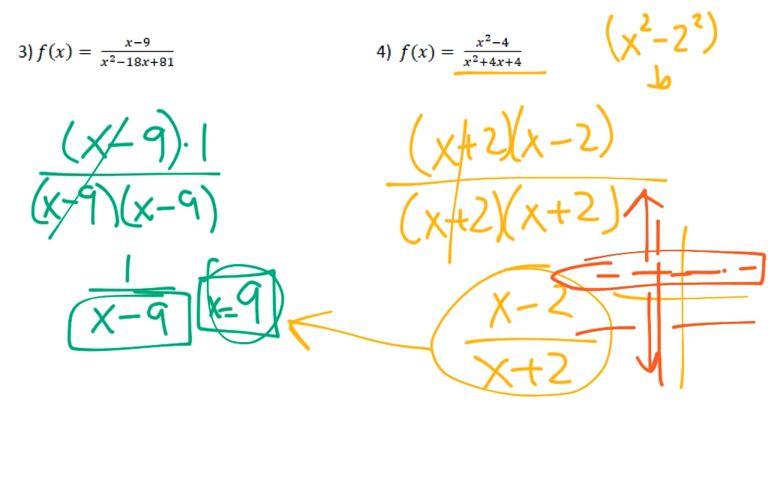 3) f(x) = x-9 / x²-18x+81
(x-9)·1
(x-9)(x-9)
1
x-9
x=9
4) f(x) = x²-4 / x²+4x+4
(x²-2²)
(x+2)(x-2)
(x+2)(x+2)
x-2
x+2